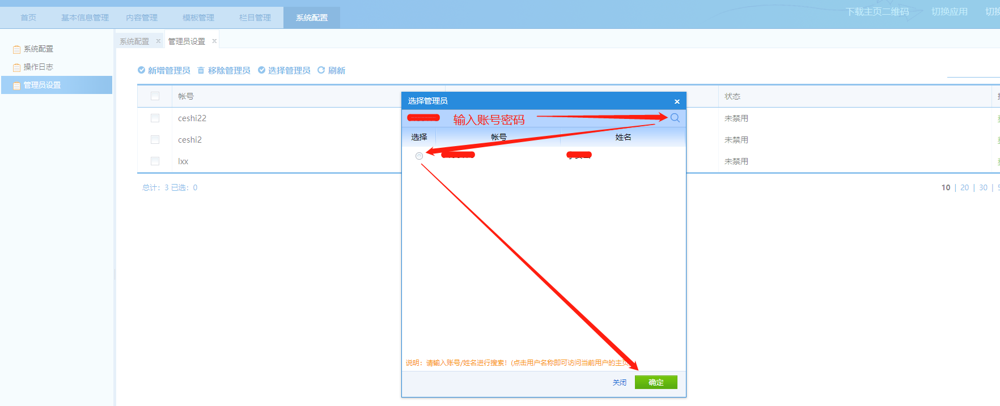 首页 基本信息管理 内容管理 模板管理 栏目管理 系统配置 下载主页二维码 切换应用 切换
系统配置 操作日志 管理员设置
系统配置 × 管理员设置 ×
新增管理员 移除管理员 选择管理员 刷新
帐号 状态
ceshi22 未禁用
ceshi2 未禁用
lxx 未禁用
总计：3 已选：0 10 | 20 | 30 |
选择管理员 ×
输入账号密码
选择 帐号 姓名
说明：请输入账号/姓名进行搜索！(点击用户名称即可访问当前用户的主页
关闭 确定